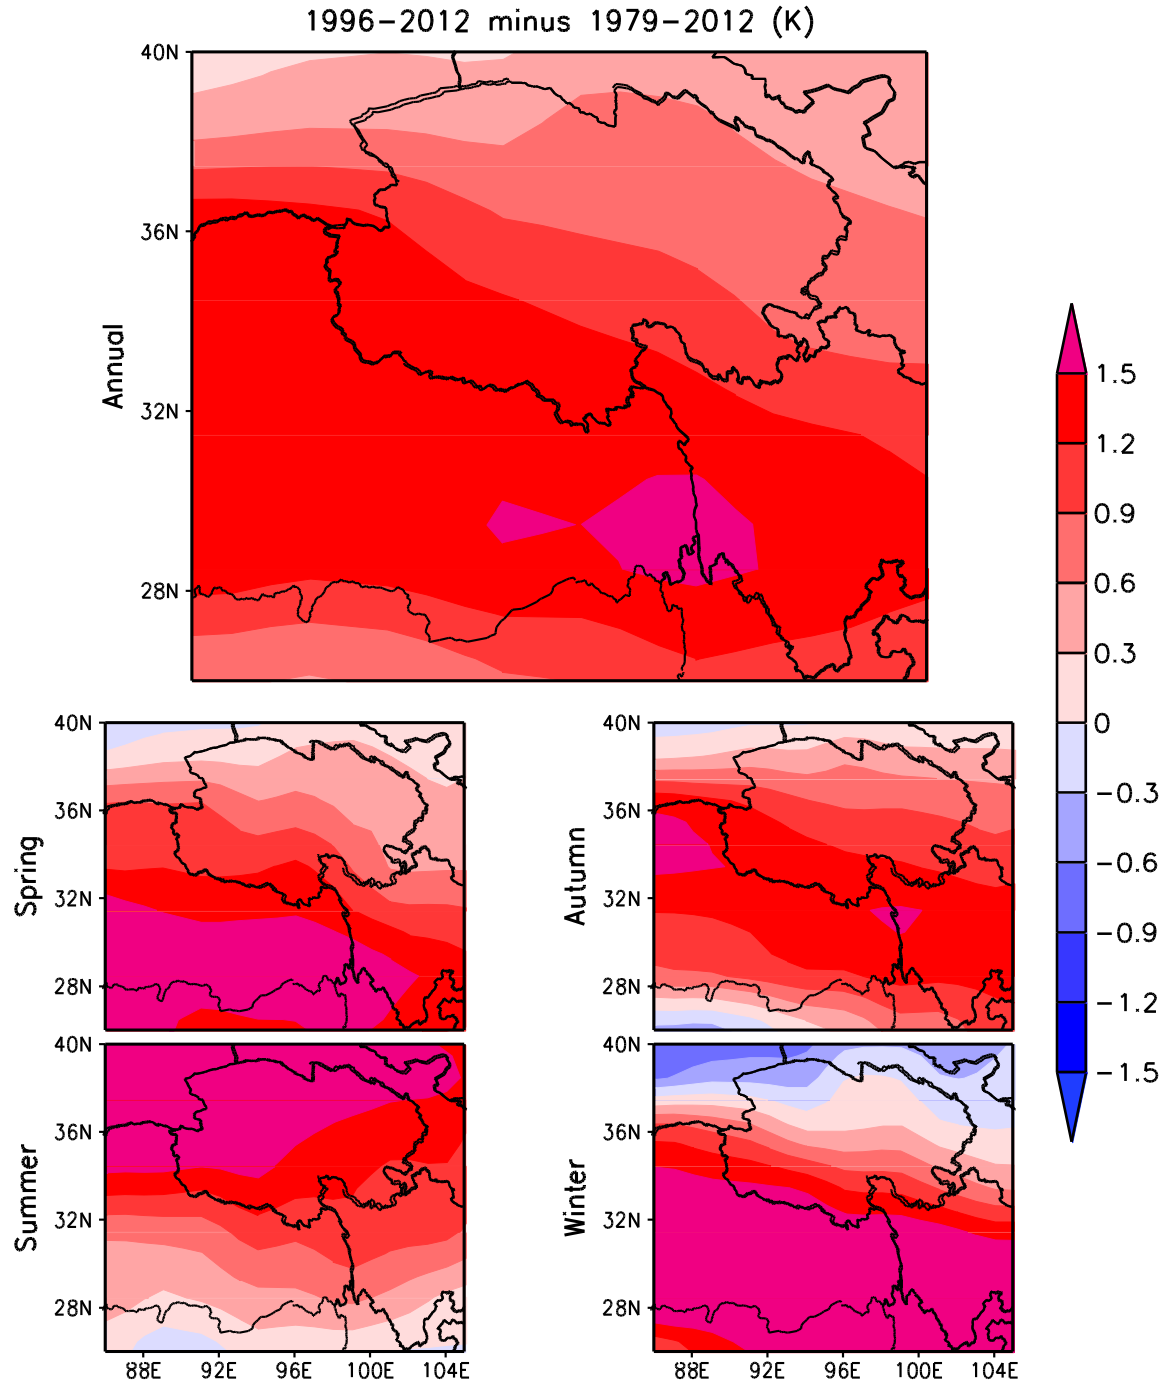 1996-2012 minus 1979-2012 (K)
40N
36N
32N
28N
Annual
1.5
1.2
0.9
0.6
0.3
0
-0.3
-0.6
-0.9
-1.2
-1.5
40N
36N
32N
28N
Spring
40N
36N
32N
28N
Autumn
40N
36N
32N
28N
Summer
88E 92E 96E 100E 104E
40N
36N
32N
28N
Winter
88E 92E 96E 100E 104E